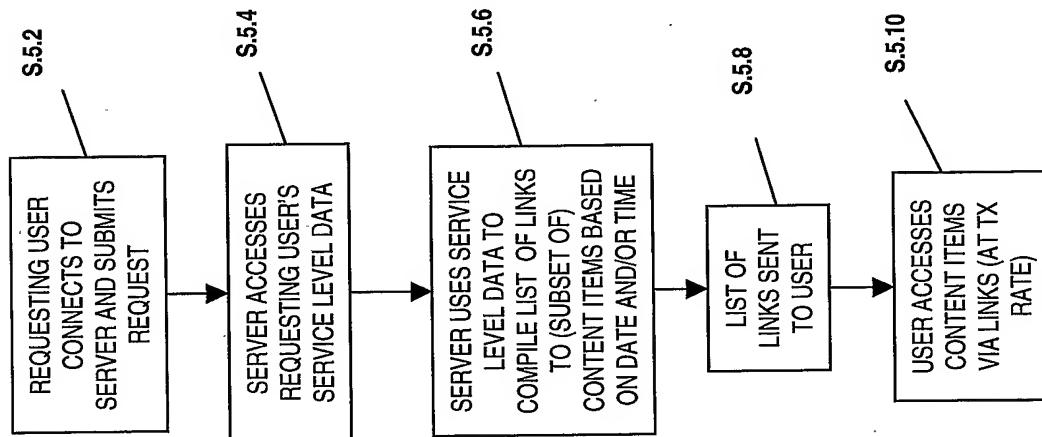 REQUESTING USER
CONNECTS TO
SERVER AND SUBMITS
REQUEST
S.5.2
SERVER ACCESSES
REQUESTING USER'S
SERVICE LEVEL DATA
S.5.4
SERVER USES SERVICE
LEVEL DATA TO
COMPILE LIST OF LINKS
TO (SUBSET OF)
CONTENT ITEMS BASED
ON DATE AND/OR TIME
S.5.6
LIST OF
LINKS SENT
TO USER
S.5.8
USER ACCESSES
CONTENT ITEMS
VIA LINKS (AT TX
RATE)
S.5.10